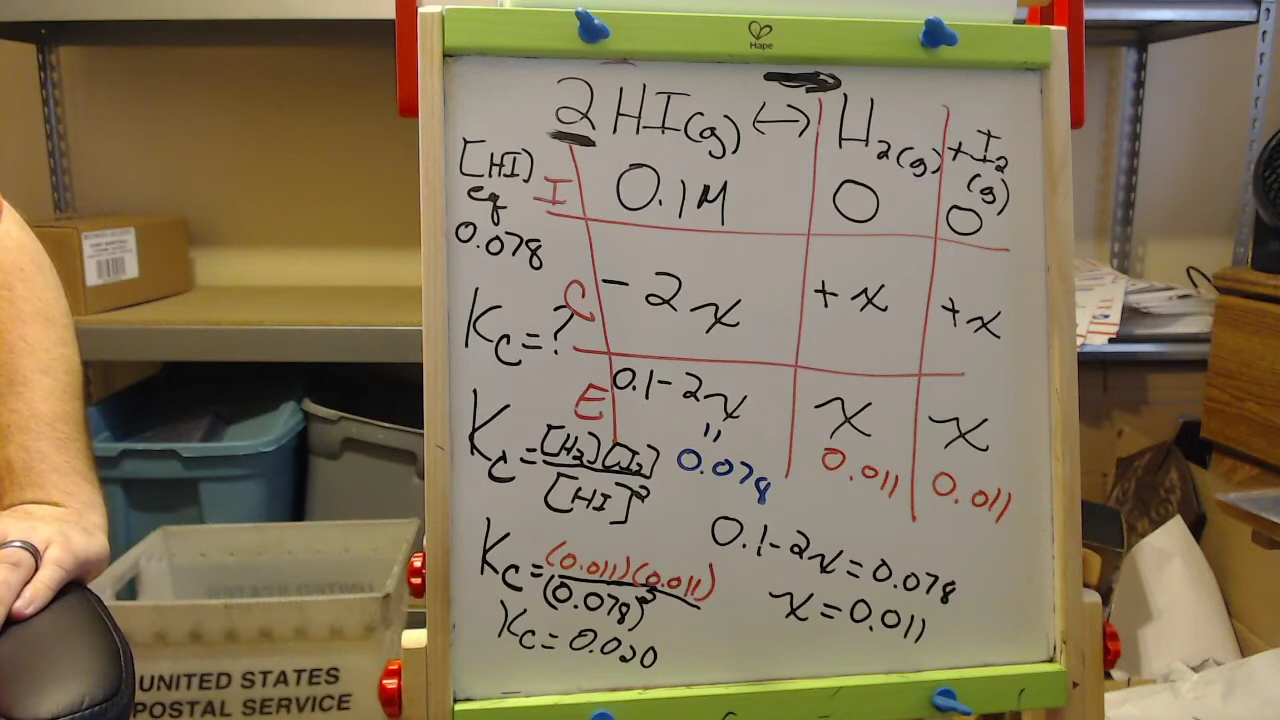 Hape
2 HI(g) ↔ H₂(g) + I₂(g)
[HI]eq
0.078
I 0.1M 0 0
C -2x +x +x
Kc=?
E 0.1-2x x x
"
0.078 0.011 0.011
Kc=[H₂][I₂]/[HI]²
0.1-2x=0.078
x=0.011
Kc=(0.011)(0.011)/(0.078)²
Kc=0.020
UNITED STATES
POSTAL SERVICE